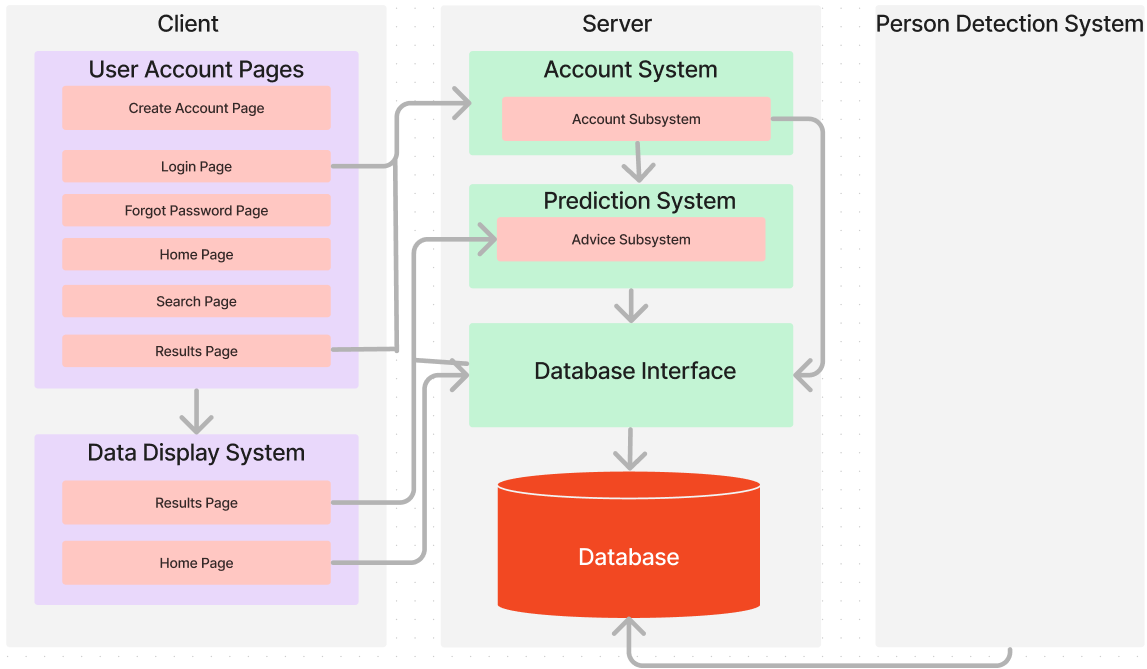 Client
User Account Pages
Create Account Page
Login Page
Forgot Password Page
Home Page
Search Page
Results Page
Data Display System
Results Page
Home Page
Server
Account System
Account Subsystem
Prediction System
Advice Subsystem
Database Interface
Database
Person Detection System